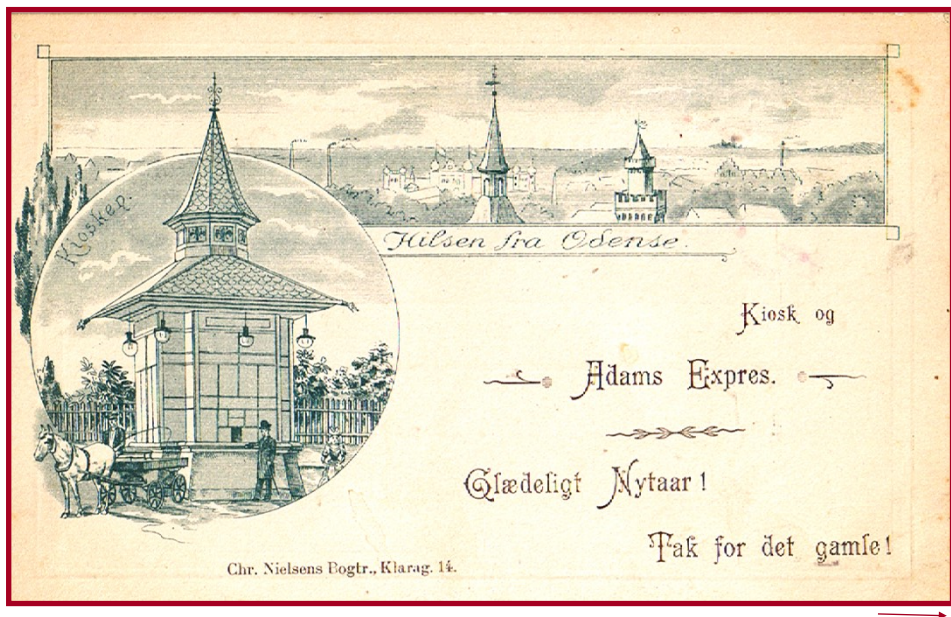 Kiosken.
Hilsen fra Odense.
Kiosk og
Adams Expres.
Glædeligt Nytaar!
Tak for det gamle!
Chr. Nielsens Bogtr., Klarag. 14.